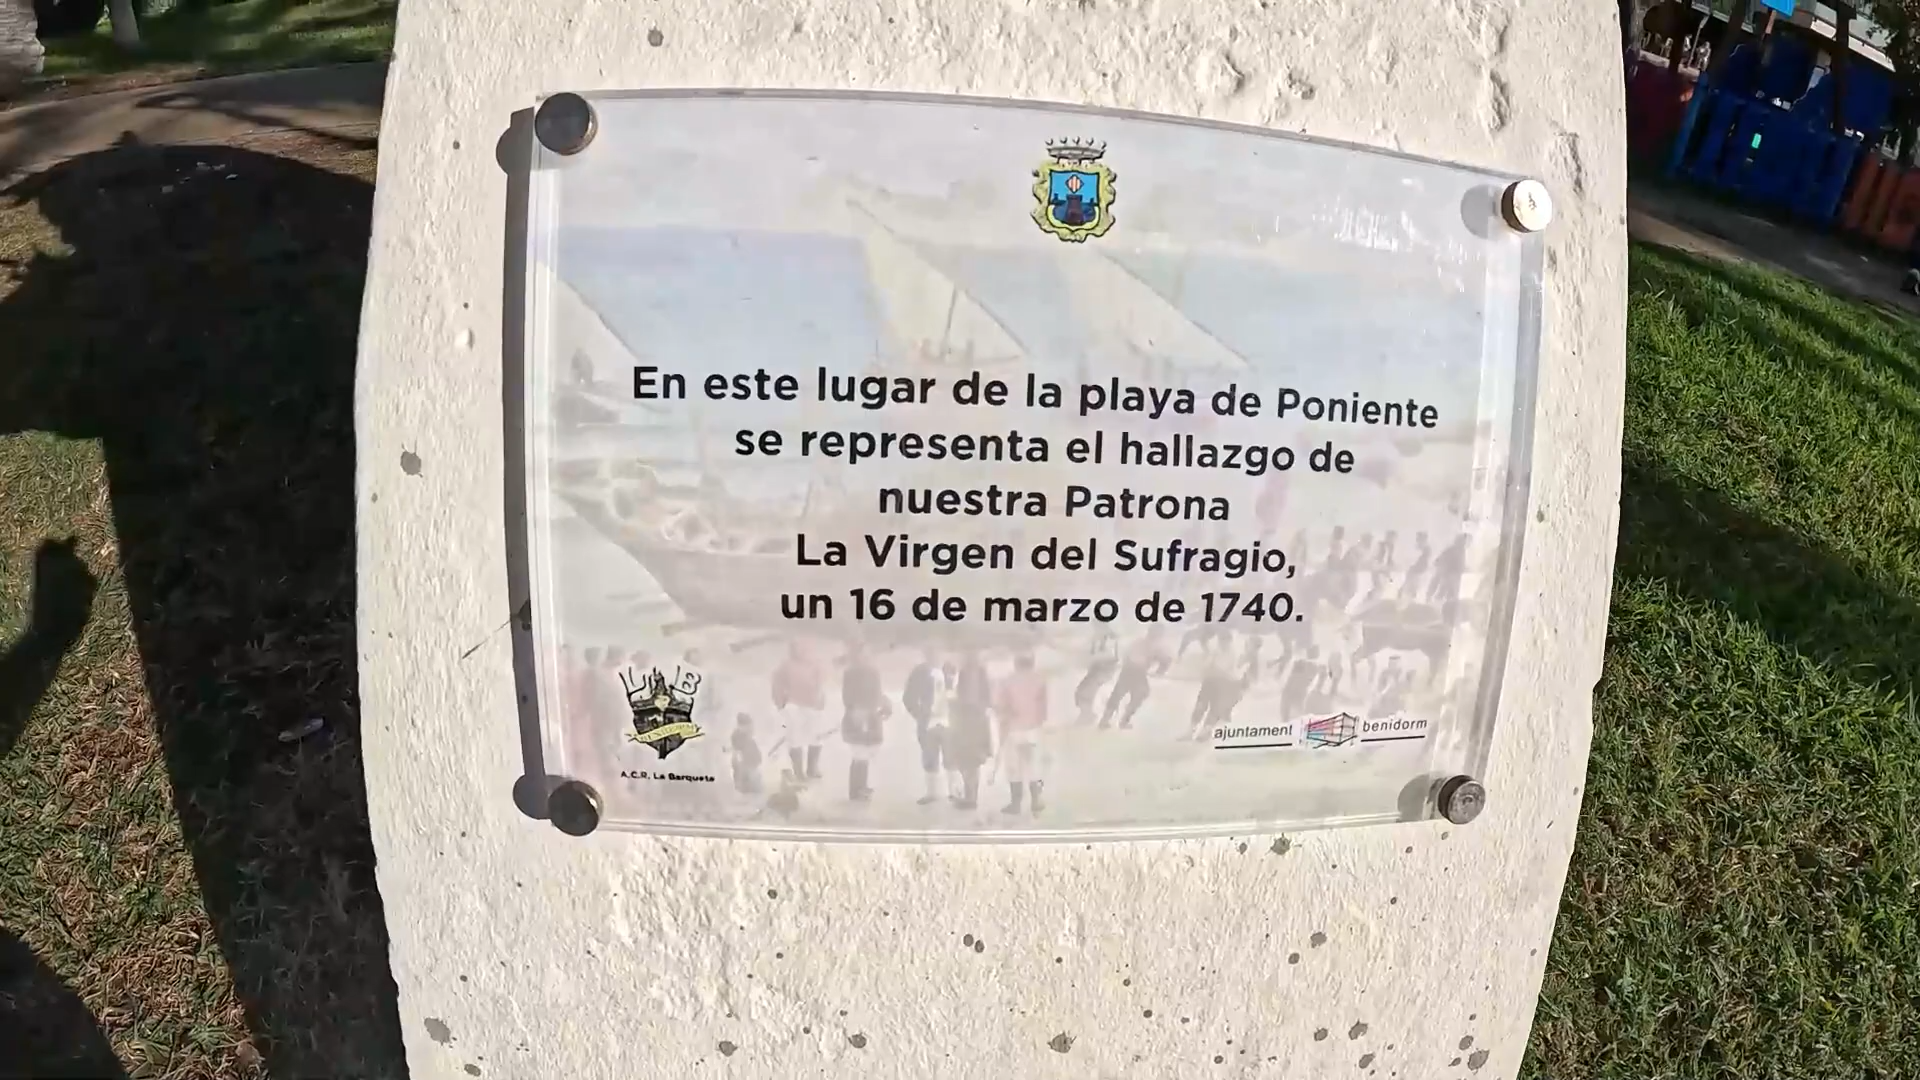 En este lugar de la playa de Poniente
se representa el hallazgo de
nuestra Patrona
La Virgen del Sufragio,
un 16 de marzo de 1740.
A.C.R. La Barqueta
ajuntament benidorm